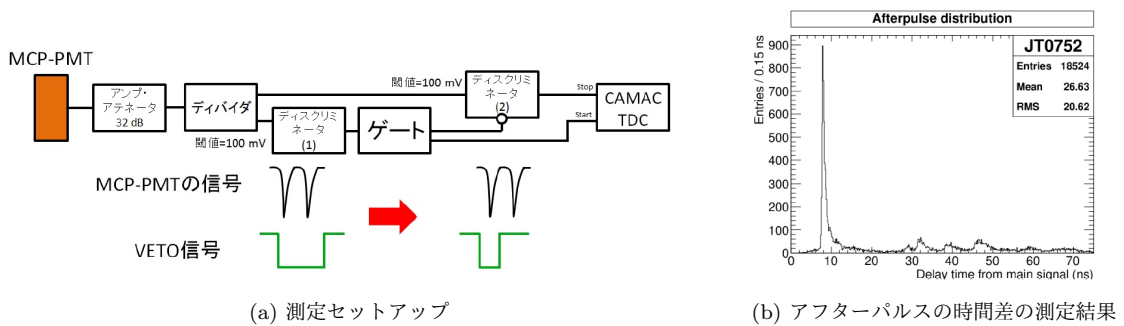 MCP-PMT
アンプ・
アテネータ
32 dB
ディバイダ
閾値=100 mV
ディスクリミ
ネータ
(1)
ゲート
閾値=100 mV
ディスクリミ
ネータ
(2)
Stop
Start
CAMAC
TDC
MCP-PMTの信号
VETO信号
(a) 測定セットアップ
Afterpulse distribution
JT0752
Entries 18524
Mean 26.63
RMS 20.62
Entries / 0.15 ns
900
800
700
600
500
400
300
200
100
0
0 10 20 30 40 50 60 70
Delay time from main signal (ns)
(b) アフターパルスの時間差の測定結果